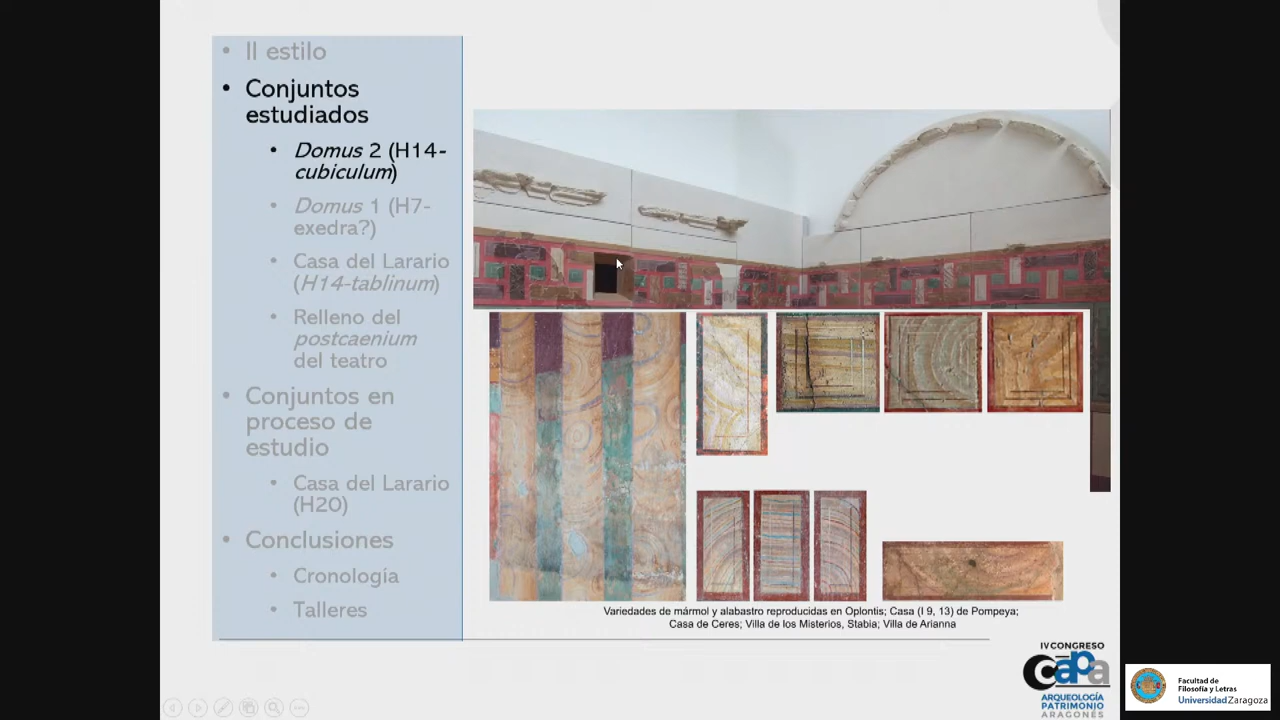 • II estilo
• Conjuntos
estudiados
• Domus 2 (H14-
cubiculum)
• Domus 1 (H7-
exedra?)
• Casa del Larario
(H14-tablinum)
• Relleno del
postcaenium
del teatro
• Conjuntos en
proceso de
estudio
• Casa del Larario
(H20)
• Conclusiones
• Cronología
• Talleres
Variedades de mármol y alabastro reproducidas en Oplontis; Casa (I 9, 13) de Pompeya;
Casa de Ceres; Villa de los Misterios, Stabia; Villa de Arianna
IV CONGRESO
capa
ARQUEOLOGÍA
PATRIMONIO
ARAGONÉS
Facultad de
Filosofía y Letras
Universidad Zaragoza